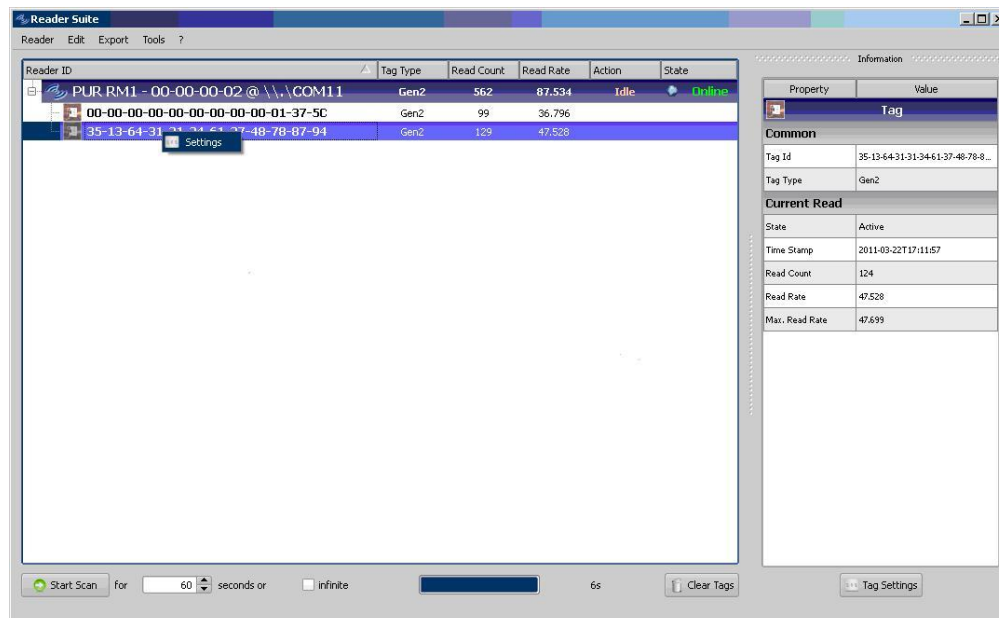 Reader Suite
Reader Edit Export Tools ?
Information
Reader ID Tag Type Read Count Read Rate Action State
Property Value
PUR RM1 - 00-00-00-02 @ \\.\COM11 Gen2 562 87.534 Idle Online
Tag
00-00-00-00-00-00-00-00-00-01-37-5C Gen2 99 36.796
35-13-64-31-31-34-61-37-48-78-87-94 Gen2 129 47.528
Settings
Common
Tag Id 35-13-64-31-31-34-61-37-48-78-8...
Tag Type Gen2
Current Read
State Active
Time Stamp 2011-03-22T17:11:57
Read Count 124
Read Rate 47.528
Max. Read Rate 47.699
Start Scan for 60 seconds or infinite 6s Clear Tags Tag Settings